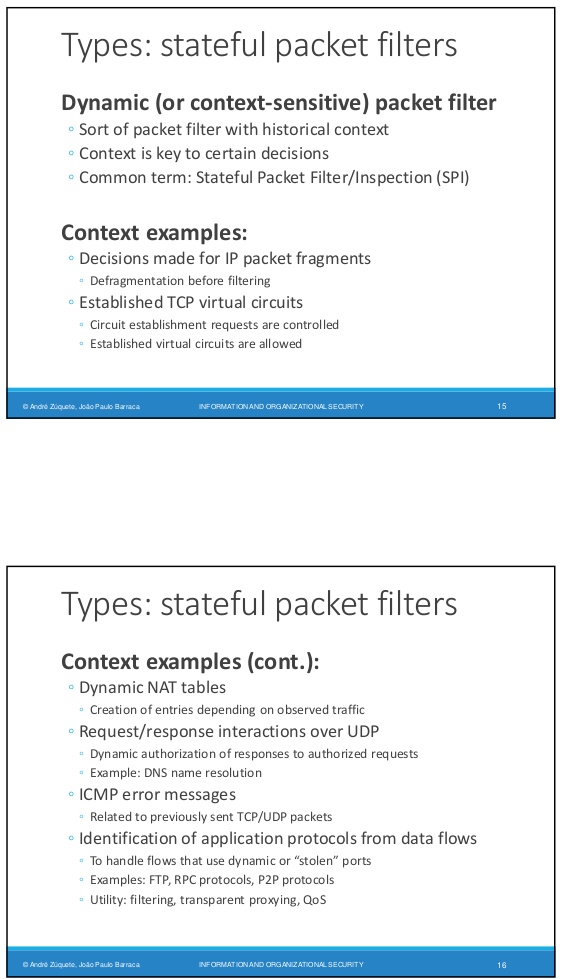 Types: stateful packet filters
Dynamic (or context-sensitive) packet filter
◦ Sort of packet filter with historical context
◦ Context is key to certain decisions
◦ Common term: Stateful Packet Filter/Inspection (SPI)
Context examples:
◦ Decisions made for IP packet fragments
◦ Defragmentation before filtering
◦ Established TCP virtual circuits
◦ Circuit establishment requests are controlled
◦ Established virtual circuits are allowed
© André Zúquete, João Paulo Barraca INFORMATION AND ORGANIZATIONAL SECURITY 15
Types: stateful packet filters
Context examples (cont.):
◦ Dynamic NAT tables
◦ Creation of entries depending on observed traffic
◦ Request/response interactions over UDP
◦ Dynamic authorization of responses to authorized requests
◦ Example: DNS name resolution
◦ ICMP error messages
◦ Related to previously sent TCP/UDP packets
◦ Identification of application protocols from data flows
◦ To handle flows that use dynamic or “stolen” ports
◦ Examples: FTP, RPC protocols, P2P protocols
◦ Utility: filtering, transparent proxying, QoS
© André Zúquete, João Paulo Barraca INFORMATION AND ORGANIZATIONAL SECURITY 16